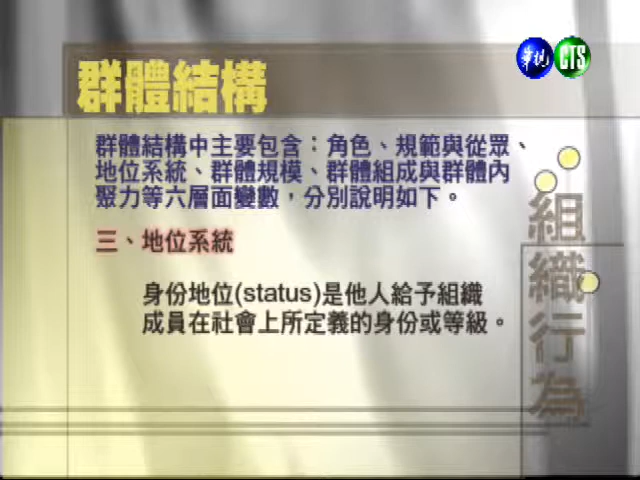 華視 CTS
群體結構
群體結構中主要包含：角色、規範與從眾、
地位系統、群體規模、群體組成與群體內
聚力等六層面變數，分別說明如下。
三、地位系統
身份地位(status)是他人給予組織
成員在社會上所定義的身份或等級。
組織行為